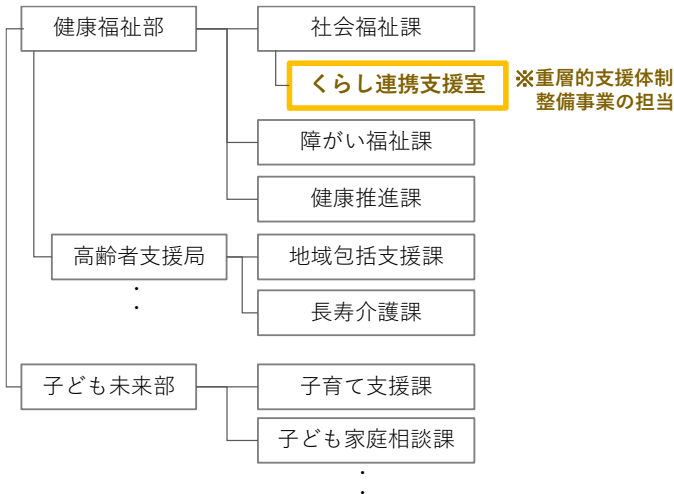 健康福祉部
社会福祉課
くらし連携支援室
※重層的支援体制
整備事業の担当
障がい福祉課
健康推進課
高齢者支援局
地域包括支援課
長寿介護課
子ども未来部
子育て支援課
子ども家庭相談課